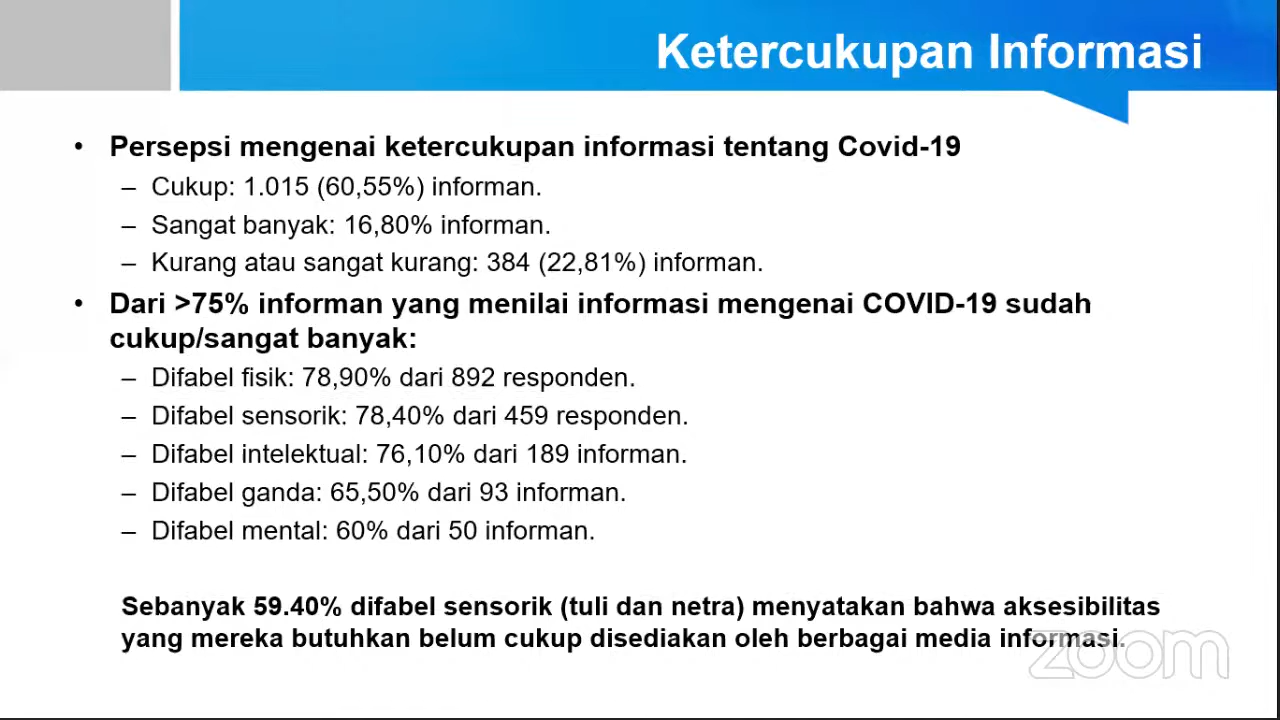 Ketercukupan Informasi
• Persepsi mengenai ketercukupan informasi tentang Covid-19
– Cukup: 1.015 (60,55%) informan.
– Sangat banyak: 16,80% informan.
– Kurang atau sangat kurang: 384 (22,81%) informan.
• Dari >75% informan yang menilai informasi mengenai COVID-19 sudah
cukup/sangat banyak:
– Difabel fisik: 78,90% dari 892 responden.
– Difabel sensorik: 78,40% dari 459 responden.
– Difabel intelektual: 76,10% dari 189 informan.
– Difabel ganda: 65,50% dari 93 informan.
– Difabel mental: 60% dari 50 informan.
Sebanyak 59.40% difabel sensorik (tuli dan netra) menyatakan bahwa aksesibilitas
yang mereka butuhkan belum cukup disediakan oleh berbagai media informasi.
zoom